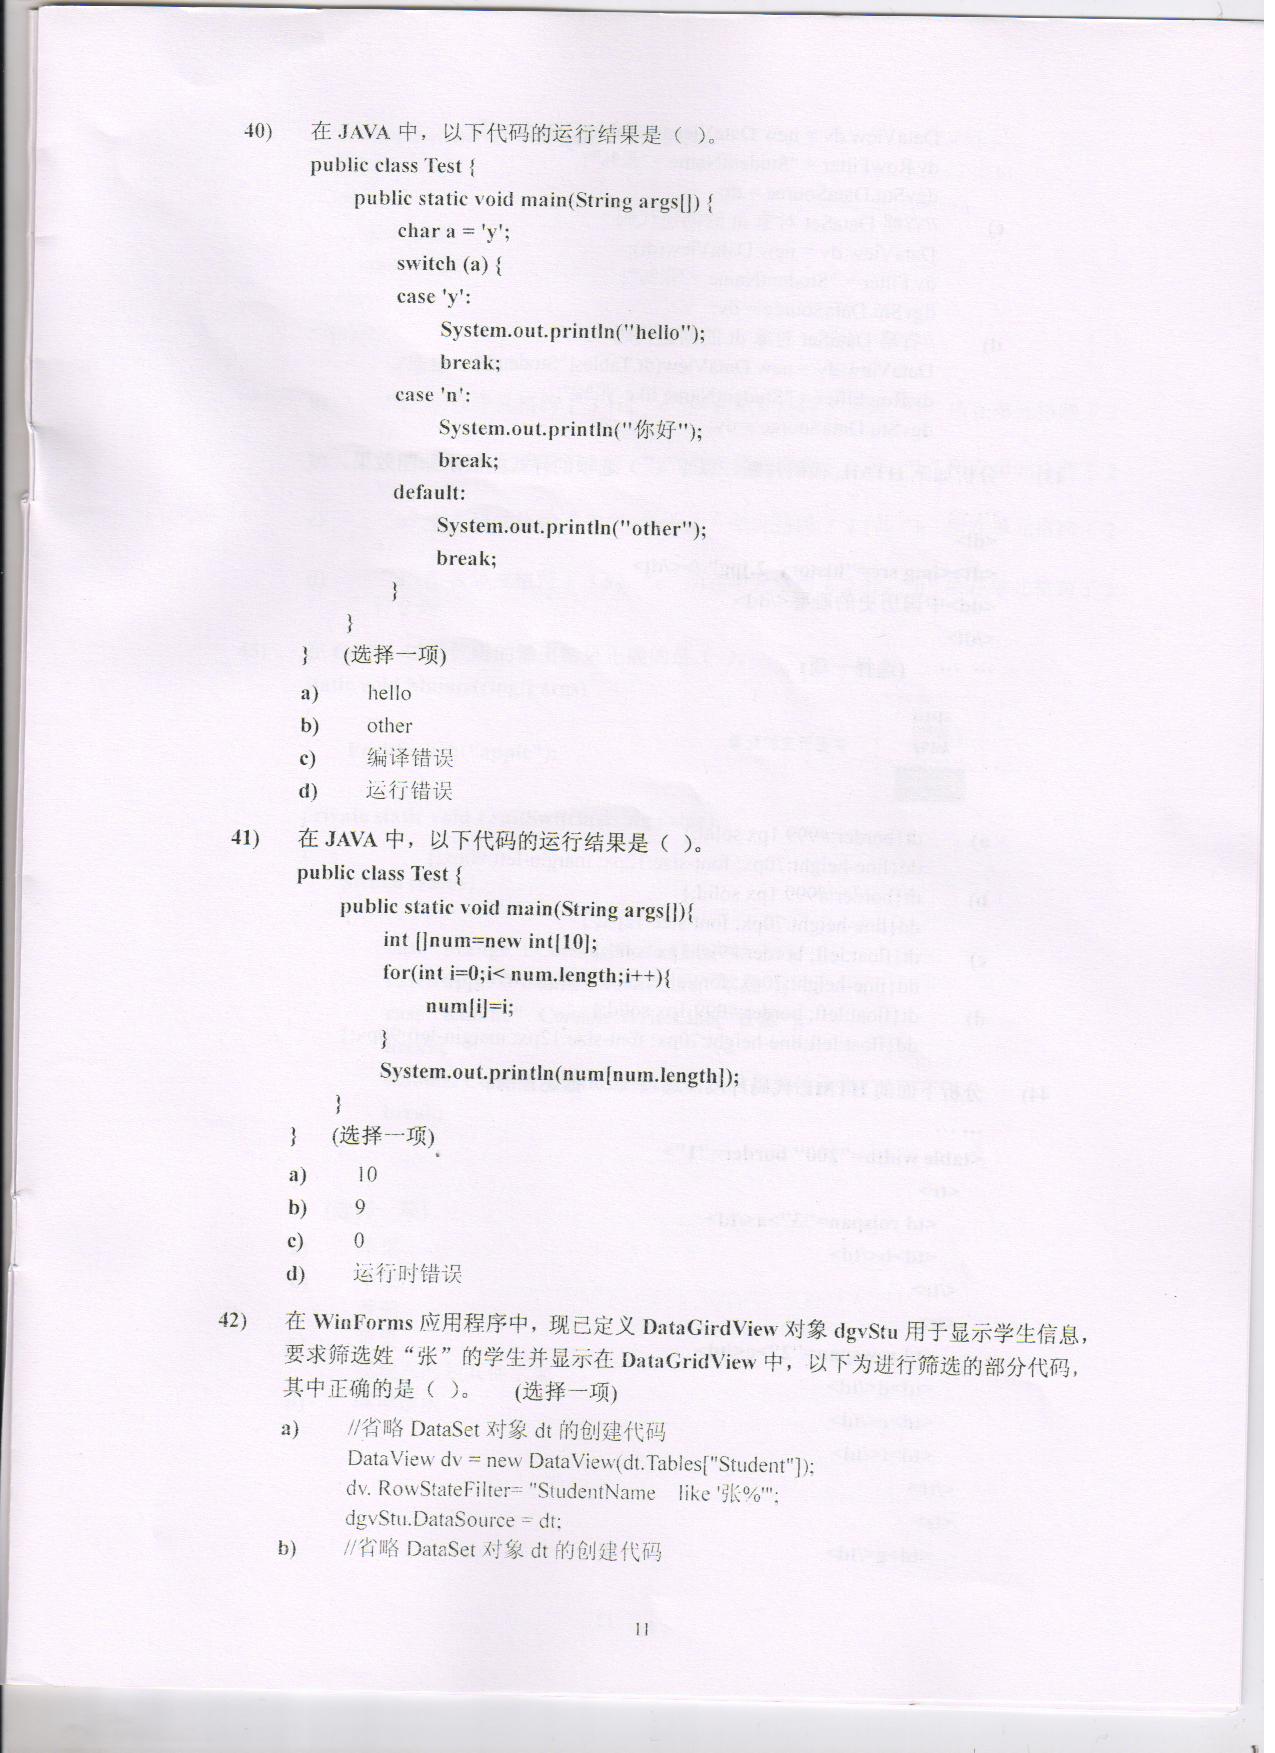 40) 在 JAVA 中，以下代码的运行结果是（ ）。
public class Test {
public static void main(String args[]) {
char a = 'y';
switch (a) {
case 'y':
System.out.println("hello");
break;
case 'n':
System.out.println("你好");
break;
default:
System.out.println("other");
break;
}
}
} (选择一项)
a) hello
b) other
c) 编译错误
d) 运行错误
41) 在 JAVA 中，以下代码的运行结果是（ ）。
public class Test {
public static void main(String args[]){
int []num=new int[10];
for(int i=0;i< num.length;i++){
num[i]=i;
}
System.out.println(num[num.length]);
}
} (选择一项)
a) 10
b) 9
c) 0
d) 运行时错误
42) 在 WinForms 应用程序中，现已定义 DataGirdView 对象 dgvStu 用于显示学生信息，
要求筛选姓“张”的学生并显示在 DataGridView 中，以下为进行筛选的部分代码，
其中正确的是（ ）。 (选择一项)
a) //省略 DataSet 对象 dt 的创建代码
DataView dv = new DataView(dt.Tables["Student"]);
dv. RowStateFilter= "StudentName like '张%'";
dgvStu.DataSource = dt;
b) //省略 DataSet 对象 dt 的创建代码
11